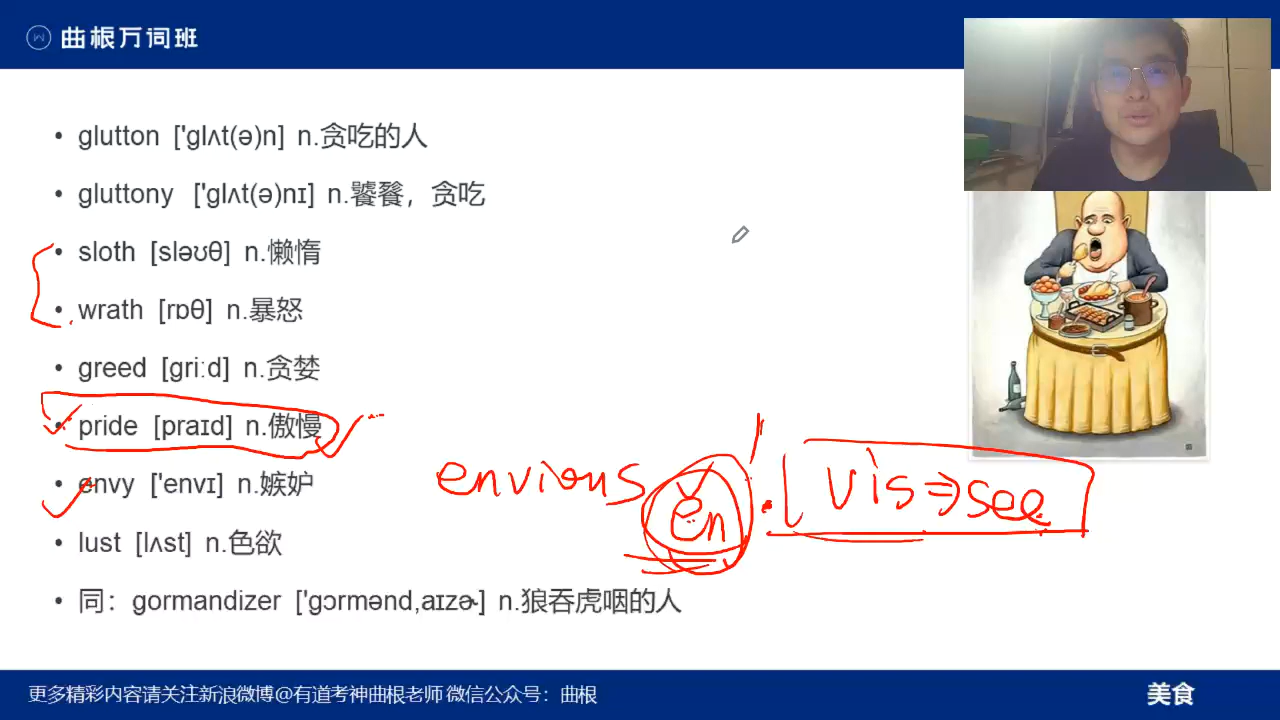 曲根万词班
• glutton ['glʌt(ə)n] n.贪吃的人
• gluttony ['glʌt(ə)nɪ] n.饕餮，贪吃
• sloth [sləʊθ] n.懒惰
• wrath [rɒθ] n.暴怒
• greed [griːd] n.贪婪
• pride [praɪd] n.傲慢
• envy ['envɪ] n.嫉妒
envious en. vis⇒see
• lust [lʌst] n.色欲
• 同：gormandizer ['gɔrmənd,aɪzɚ] n.狼吞虎咽的人
更多精彩内容请关注新浪微博@有道考神曲根老师 微信公众号：曲根
美食